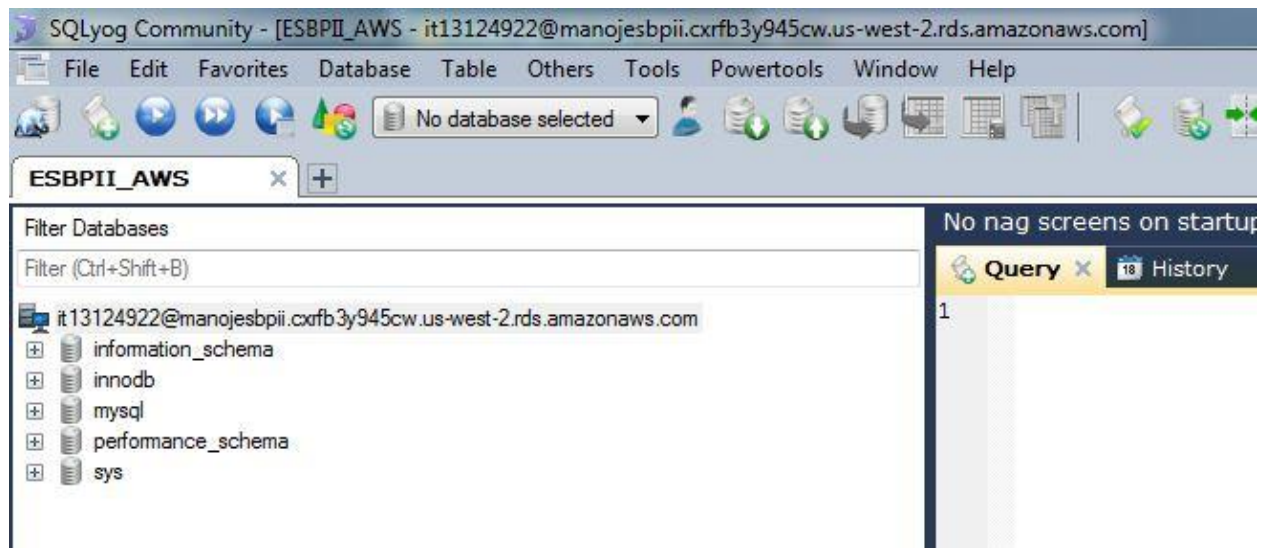 SQLyog Community - [ESBPII_AWS - it13124922@manojesbpii.cxrfb3y945cw.us-west-2.rds.amazonaws.com]
File Edit Favorites Database Table Others Tools Powertools Window Help
No database selected
ESBPII_AWS
Filter Databases
Filter (Ctrl+Shift+B)
it13124922@manojesbpii.cxrfb3y945cw.us-west-2.rds.amazonaws.com
information_schema
innodb
mysql
performance_schema
sys
No nag screens on startup
Query
18 History
1